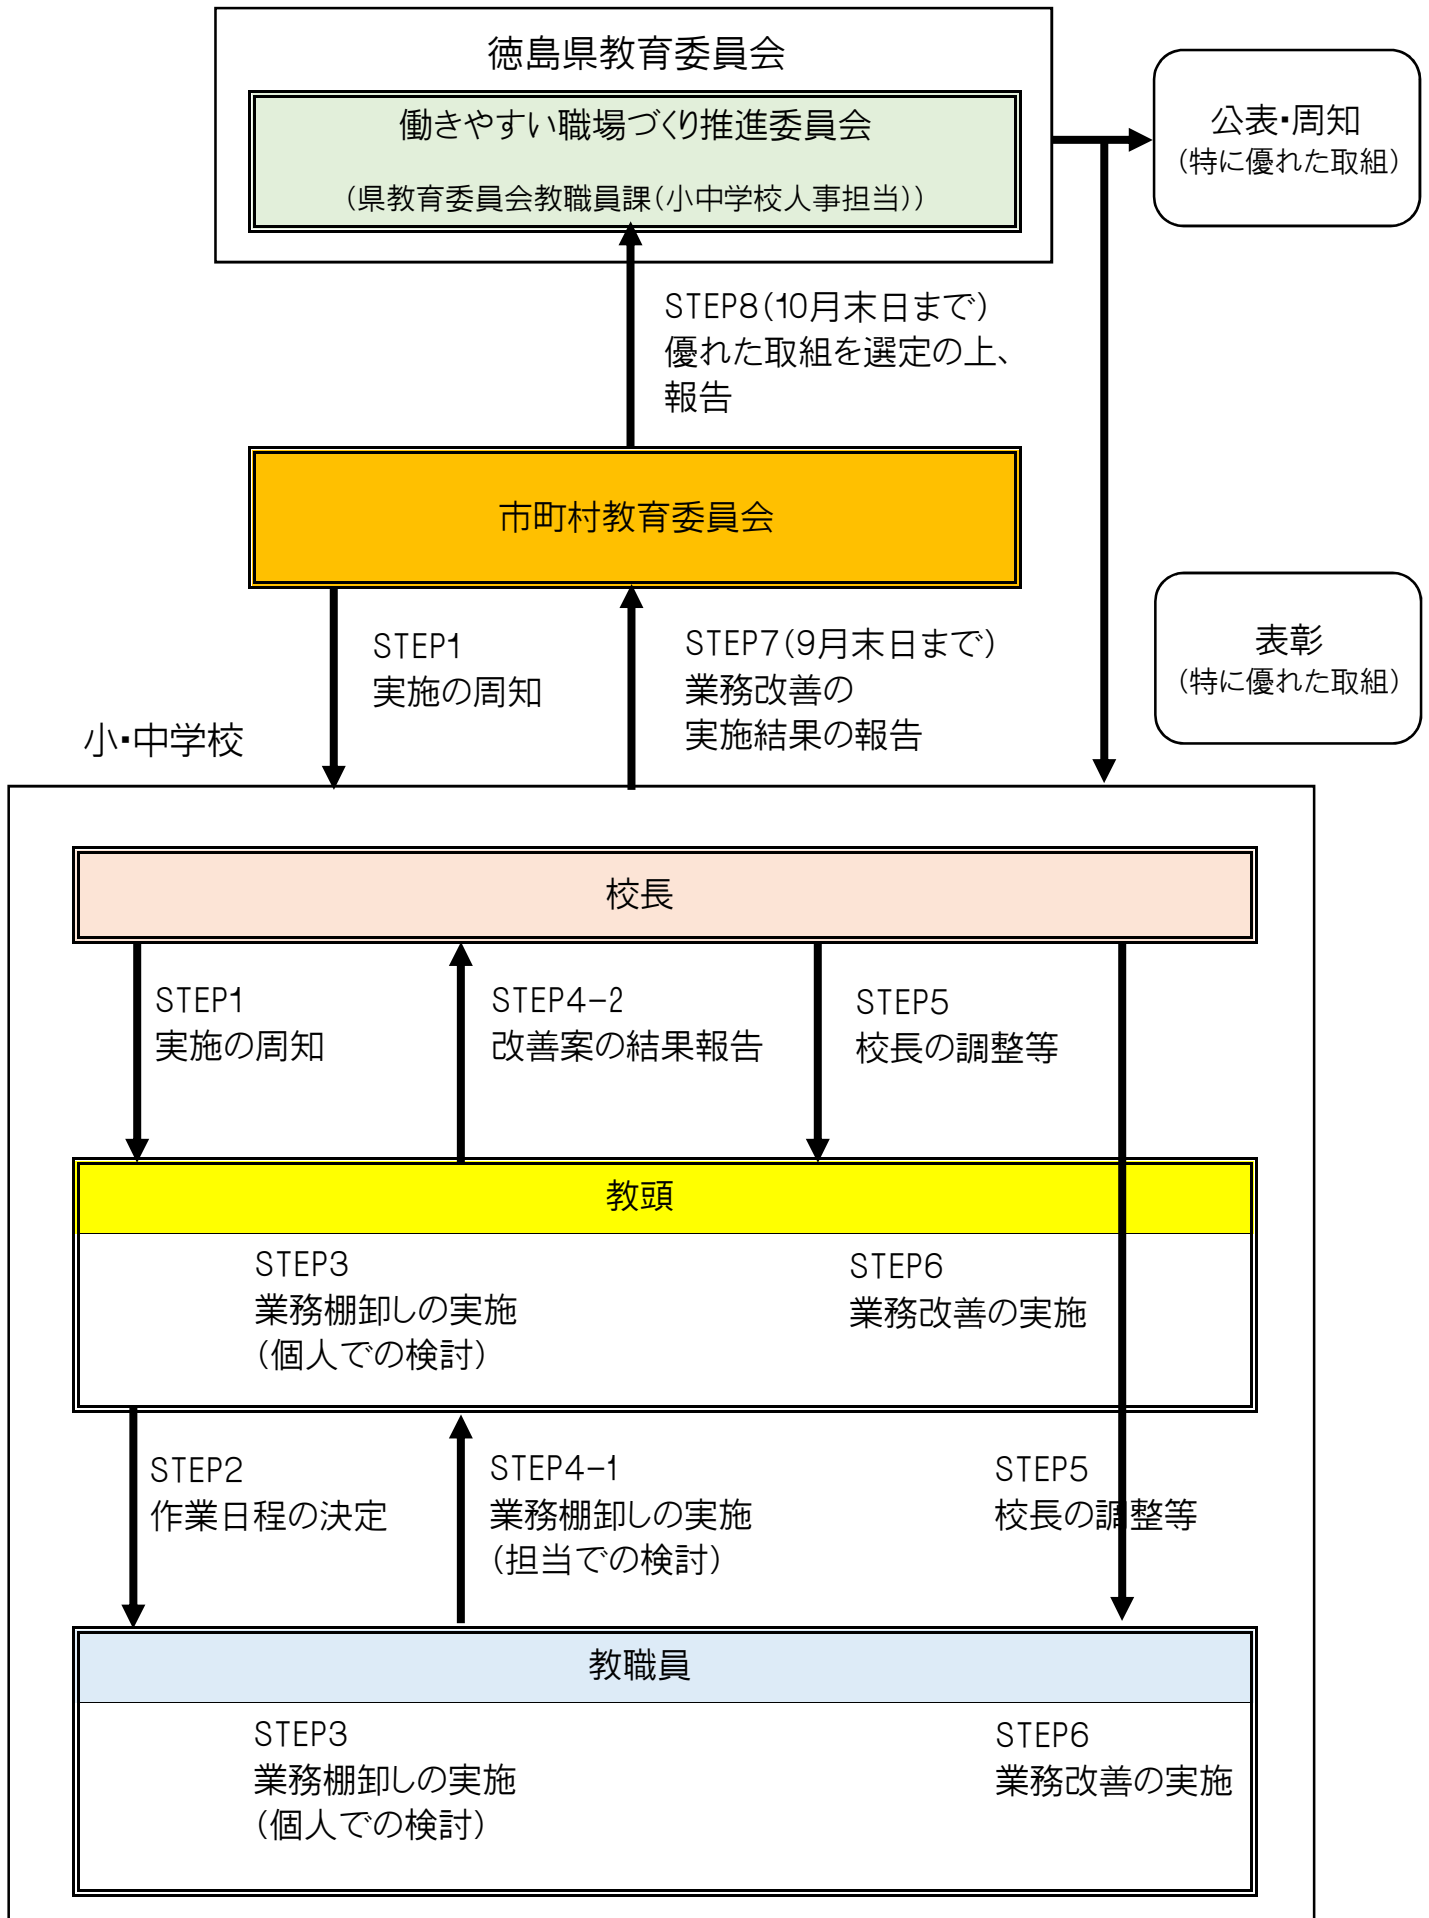 徳島県教育委員会
働きやすい職場づくり推進委員会
(県教育委員会教職員課(小中学校人事担当))
公表・周知
(特に優れた取組)
STEP8(10月末日まで)
優れた取組を選定の上、
報告
市町村教育委員会
STEP1
実施の周知
STEP7(9月末日まで)
業務改善の
実施結果の報告
表彰
(特に優れた取組)
小・中学校
校長
STEP1
実施の周知
STEP4-2
改善案の結果報告
STEP5
校長の調整等
教頭
STEP3
業務棚卸しの実施
(個人での検討)
STEP6
業務改善の実施
STEP2
作業日程の決定
STEP4-1
業務棚卸しの実施
(担当での検討)
STEP5
校長の調整等
教職員
STEP3
業務棚卸しの実施
(個人での検討)
STEP6
業務改善の実施